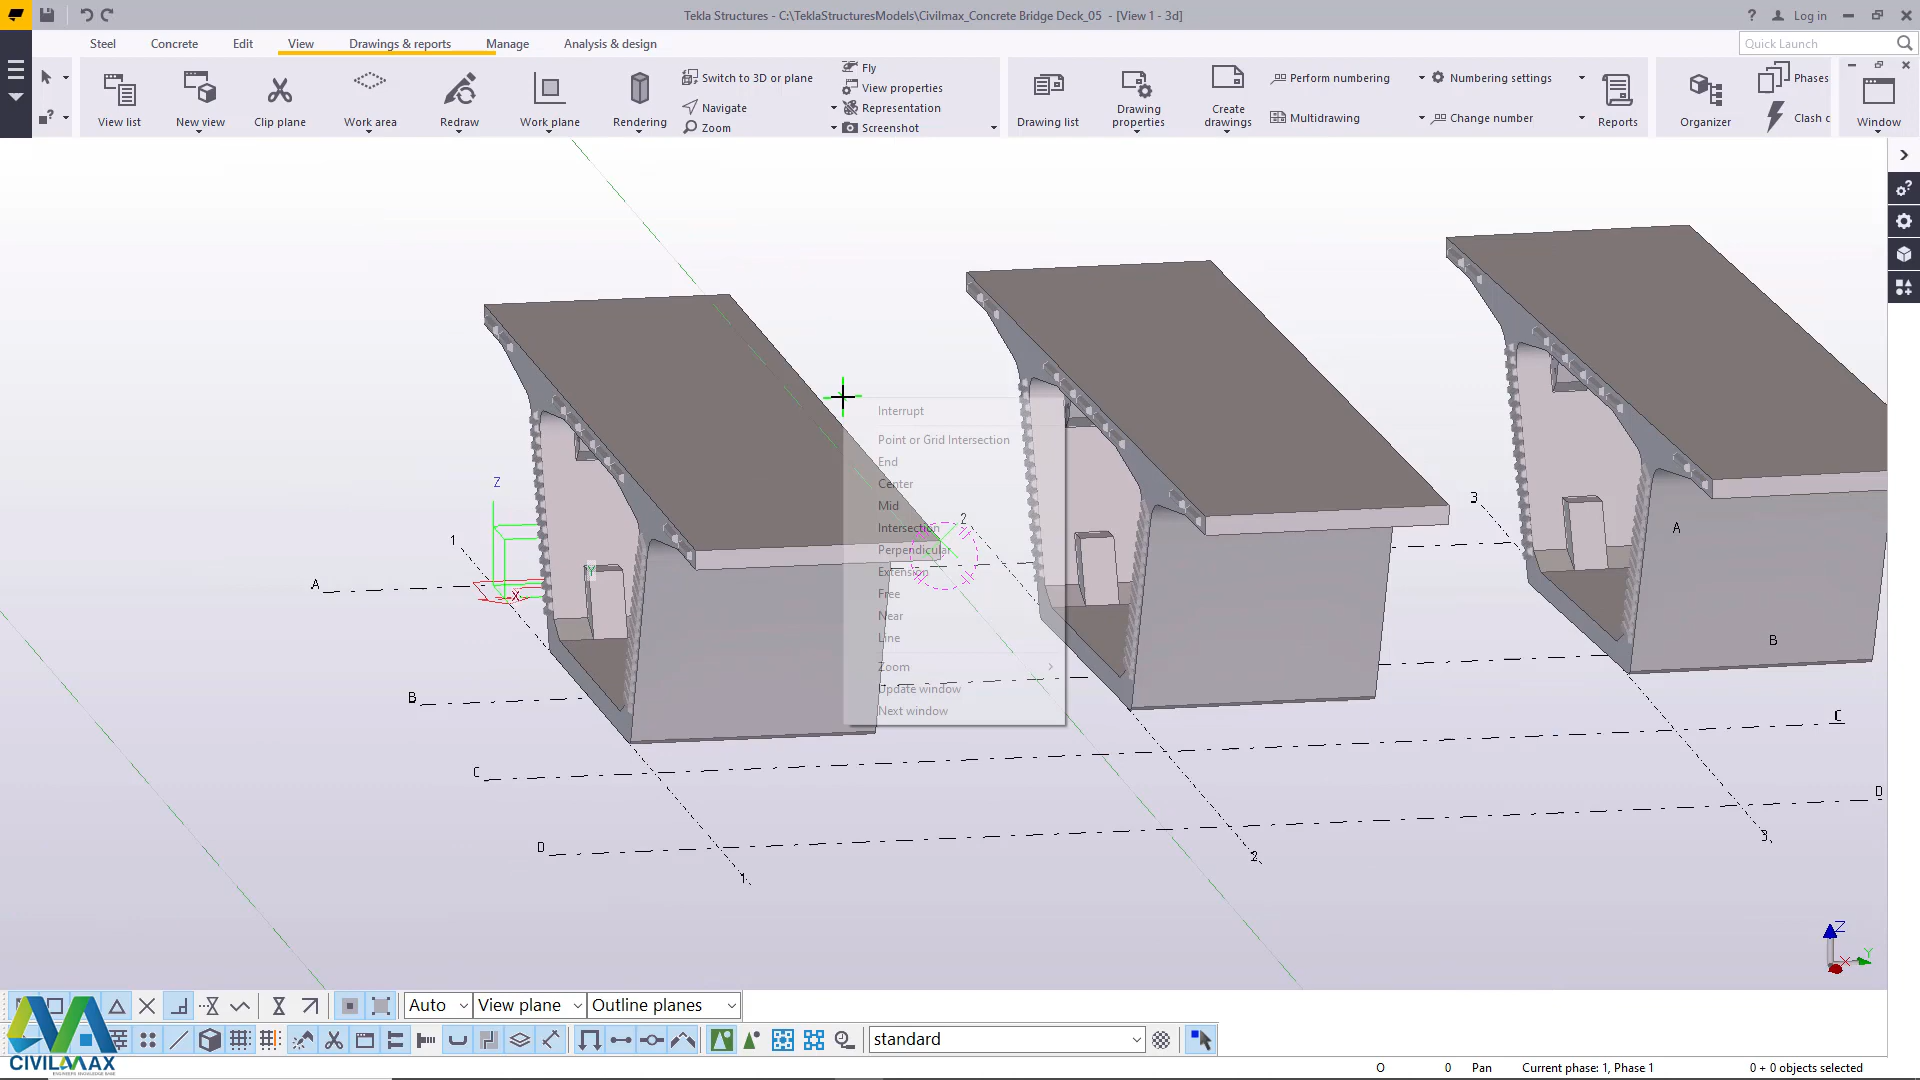 Tekla Structures - C:\TeklaStructuresModels\Civilmax_Concrete Bridge Deck_05 - [View 1 - 3d]
? Log in
Steel Concrete Edit View Drawings & reports Manage Analysis & design
Quick Launch
View list
New view
Clip plane
Work area
Redraw
Work plane
Rendering
Switch to 3D or plane
Navigate
Zoom
Fly
View properties
Representation
Screenshot
Drawing list
Drawing properties
Create drawings
Perform numbering
Multidrawing
Numbering settings
Change number
Reports
Organizer
Phases
Clash c
Window
Interrupt
Point or Grid Intersection
End
Center
Mid
Intersection
Perpendicular
Extension
Free
Near
Line
Zoom
Update window
Next window
Z
1
2
3
A
A
Y
X
B
B
C
C
D
D
1
2
3
Z
X
Y
Auto
View plane
Outline planes
standard
CIVILMAX
O 0 Pan Current phase: 1, Phase 1 0 + 0 objects selected